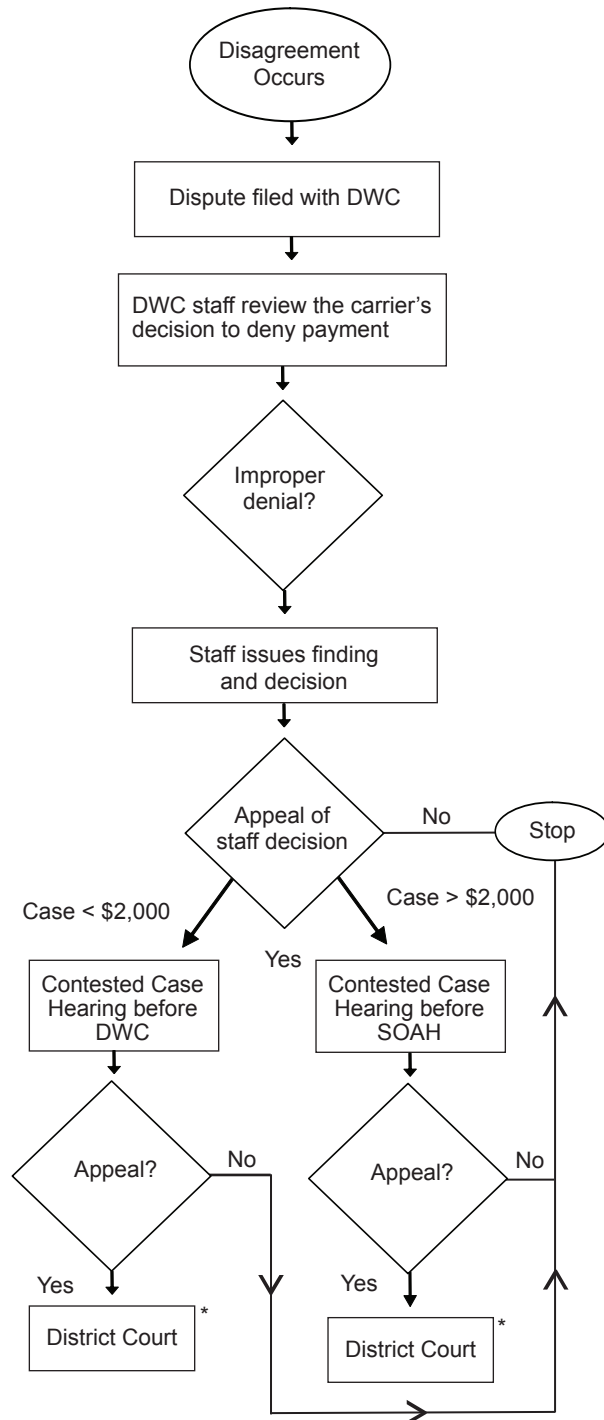 Disagreement
Occurs
Dispute filed with DWC
DWC staff review the carrier's
decision to deny payment
Improper
denial?
Staff issues finding
and decision
Appeal of
staff decision
No
Stop
Case < $2,000
Case > $2,000
Yes
Contested Case
Hearing before
DWC
Contested Case
Hearing before
SOAH
Appeal?
No
Appeal?
No
Yes
Yes
District Court *
District Court *